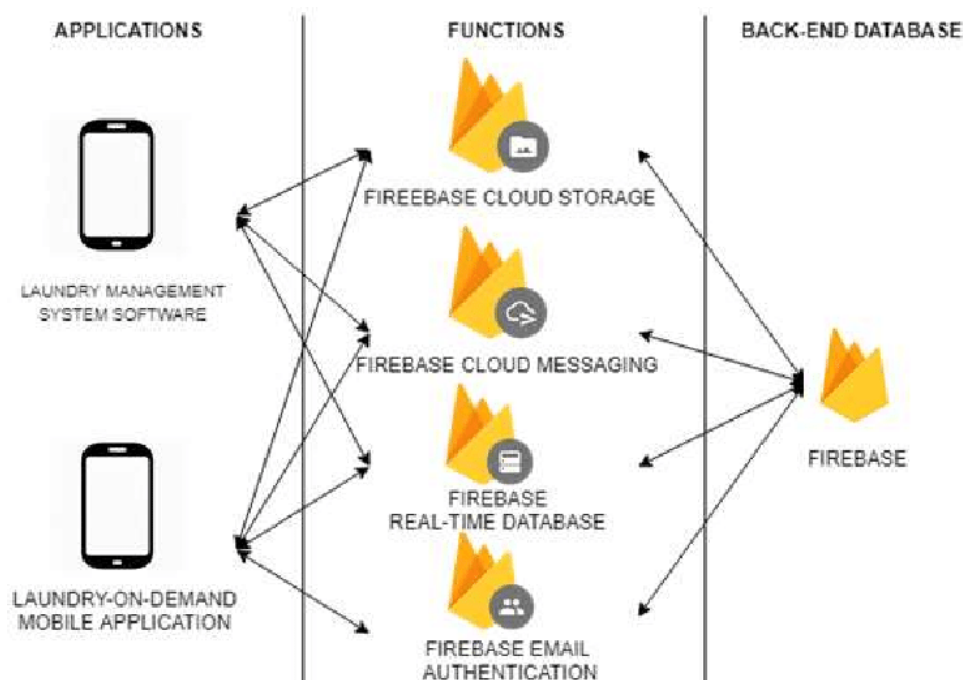 APPLICATIONS
FUNCTIONS
BACK-END DATABASE
LAUNDRY MANAGEMENT
SYSTEM SOFTWARE
LAUNDRY-ON-DEMAND
MOBILE APPLICATION
FIREEBASE CLOUD STORAGE
FIREBASE CLOUD MESSAGING
FIREBASE
REAL-TIME DATABASE
FIREBASE EMAIL
AUTHENTICATION
FIREBASE